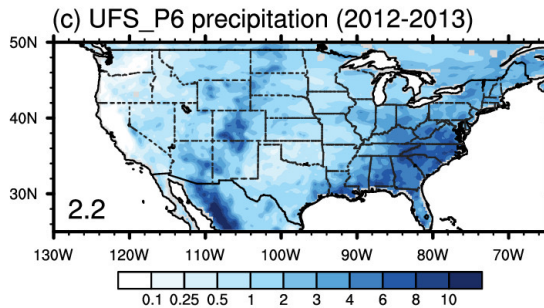 (c) UFS_P6 precipitation (2012-2013)
50N
40N
30N
2.2
130W 120W 110W 100W 90W 80W 70W
0.1 0.25 0.5 1 2 3 4 6 8 10